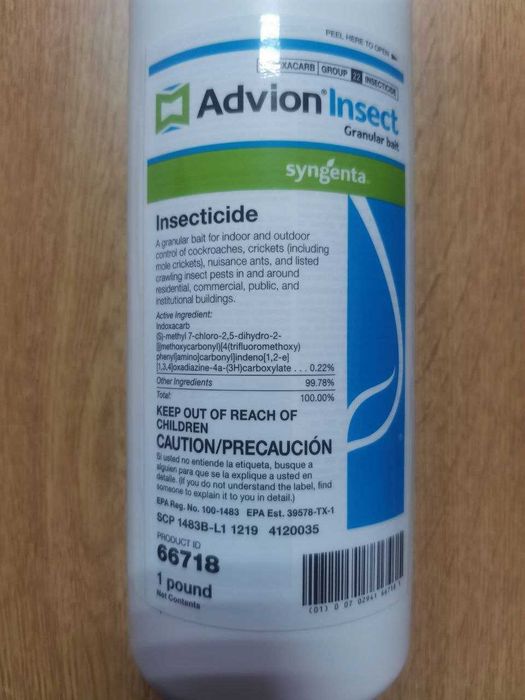 PEEL HERE TO OPEN
XACARB GROUP 22 INSECTICIDE
Advion® Insect
Granular bait
syngenta
Insecticide
A granular bait for indoor and outdoor
control of cockroaches, crickets (including
mole crickets), nuisance ants, and listed
crawling insect pests in and around
residential, commercial, public, and
institutional buildings.
Active Ingredient:
Indoxacarb
(S)-methyl 7-chloro-2,5-dihydro-2-
[[(methoxycarbonyl)[4(trifluoromethoxy)
phenyl]amino]carbonyl]indeno[1,2-e]
[1,3,4]oxadiazine-4a-(3H)carboxylate . . . 0.22%
Other Ingredients 99.78%
Total: 100.00%
KEEP OUT OF REACH OF
CHILDREN
CAUTION/PRECAUCIÓN
Si usted no entiende la etiqueta, busque a
alguien para que se la explique a usted en
detalle. (If you do not understand the label, find
someone to explain it to you in detail.)
EPA Reg. No. 100-1483 EPA Est. 39578-TX-1
SCP 1483B-L1 1219 4120035
PRODUCT ID
66718
1 pound
Net Contents
(01) 0 07 02941 66718